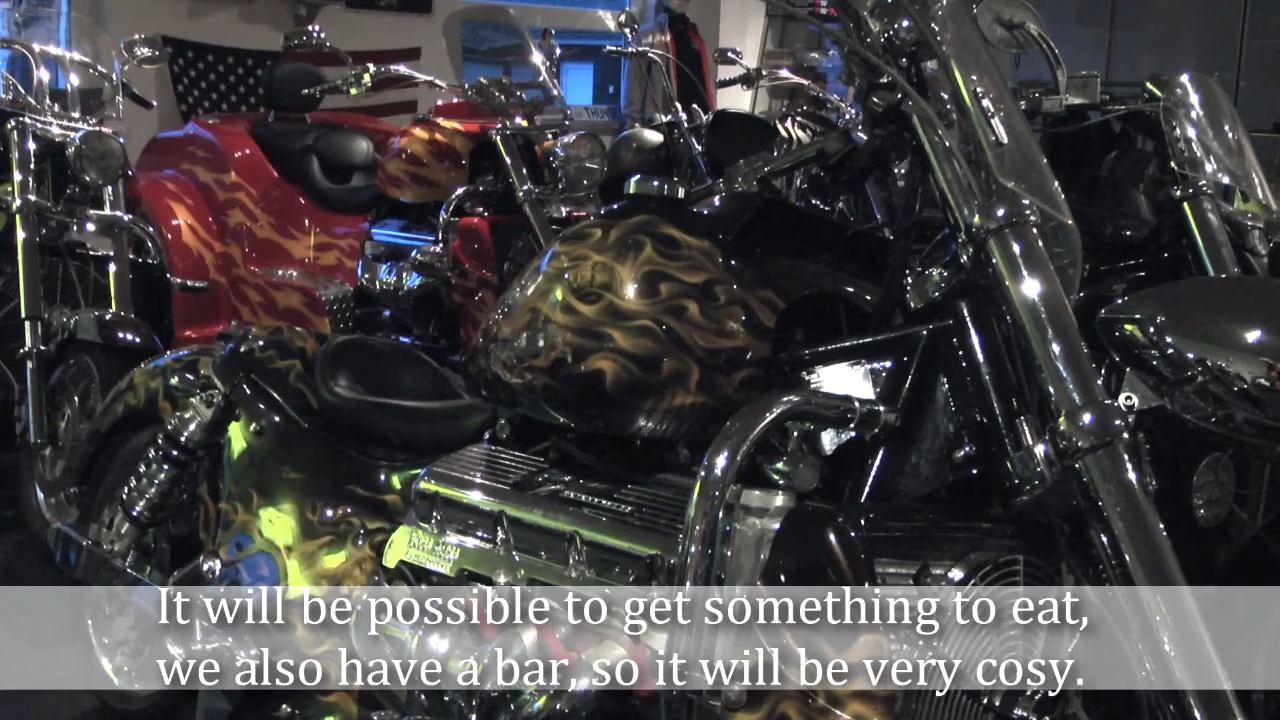 THUN
It will be possible to get something to eat,
we also have a bar, so it will be very cosy.